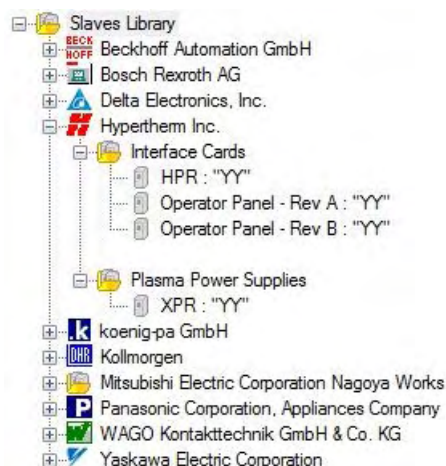 Slaves Library
BECK
HOFF
Beckhoff Automation GmbH
Bosch Rexroth AG
Delta Electronics, Inc.
Hypertherm Inc.
Interface Cards
HPR : "YY"
Operator Panel - Rev A : "YY"
Operator Panel - Rev B : "YY"
Plasma Power Supplies
XPR : "YY"
.k koenig-pa GmbH
DHR Kollmorgen
Mitsubishi Electric Corporation Nagoya Works
P Panasonic Corporation, Appliances Company
WAGO Kontakttechnik GmbH & Co. KG
Yaskawa Electric Corporation